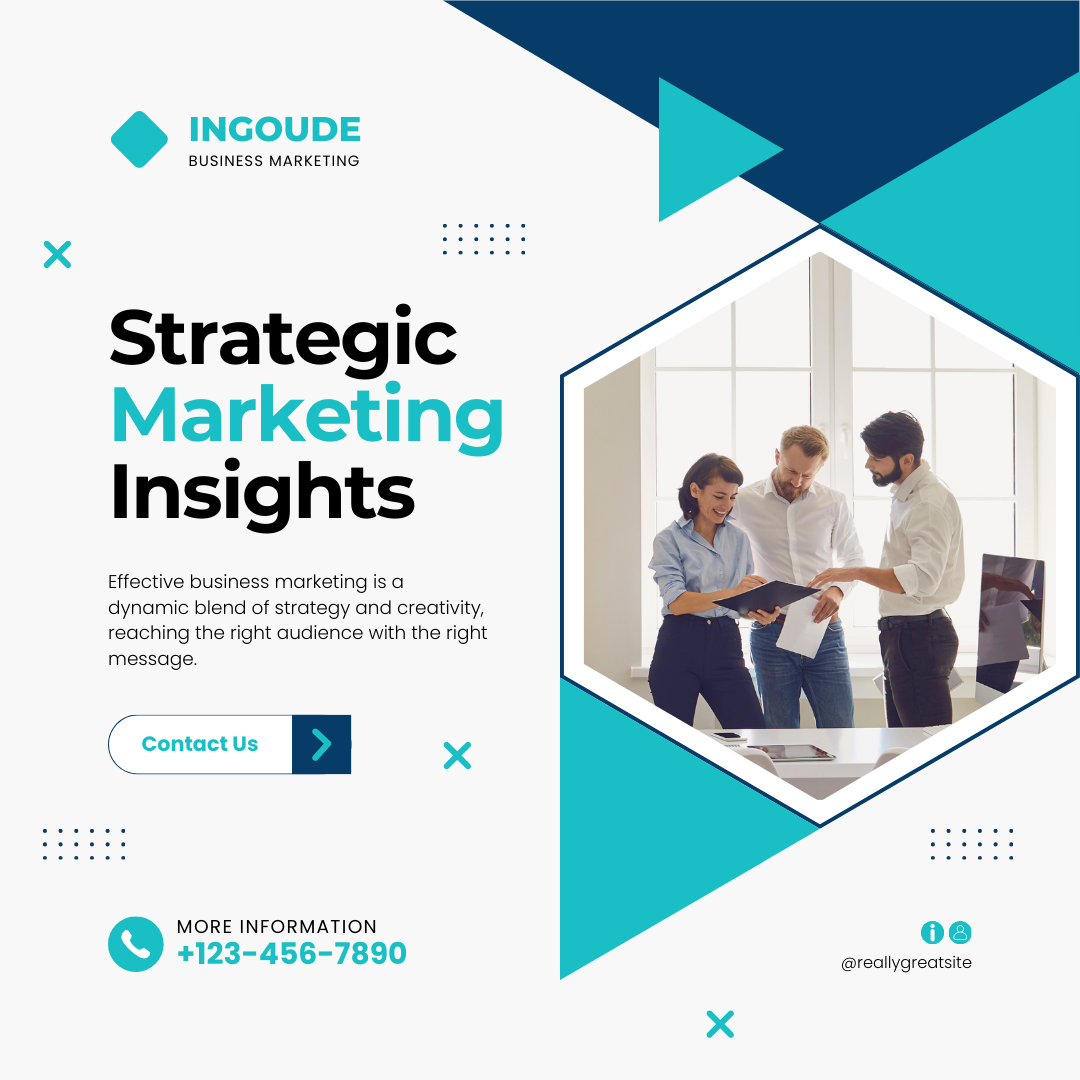 INGOUDE
BUSINESS MARKETING
Strategic
Marketing
Insights
Effective business marketing is a
dynamic blend of strategy and creativity,
reaching the right audience with the right
message.
Contact Us
MORE INFORMATION
+123-456-7890
@reallygreatsite